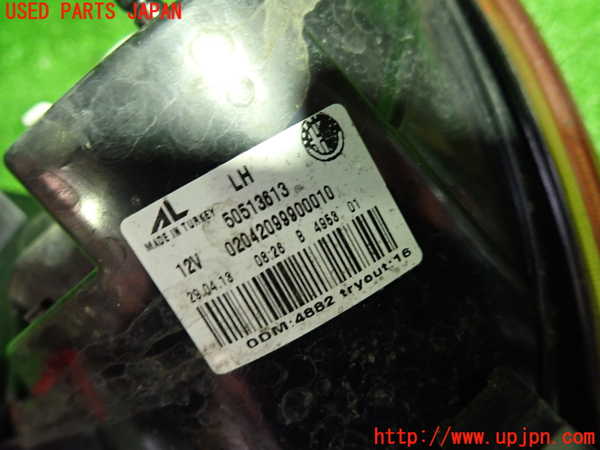 USED PARTS JAPAN
AL
LH
MADE IN TURKEY
50513613
12V
02042099900010
29.04.13 08:26 B 4953 01
ODM:4882 tryout:16
https://www.upjpn.com/